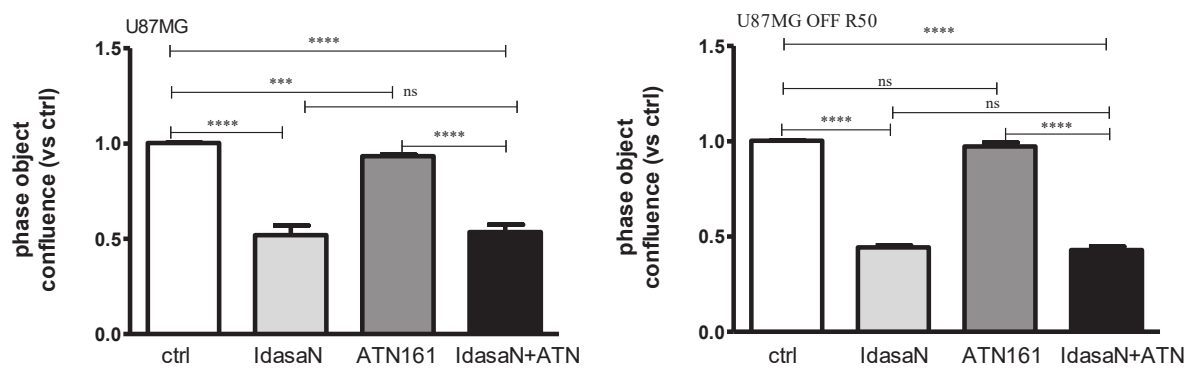 U87MG
phase object
confluence (vs ctrl)
1.5
1.0
0.5
0.0
****
***
ns
****
****
ctrl
IdasaN
ATN161
IdasaN+ATN
U87MG OFF R50
phase object
confluence (vs ctrl)
1.5
1.0
0.5
0.0
****
ns
ns
****
****
ctrl
IdasaN
ATN161
IdasaN+ATN